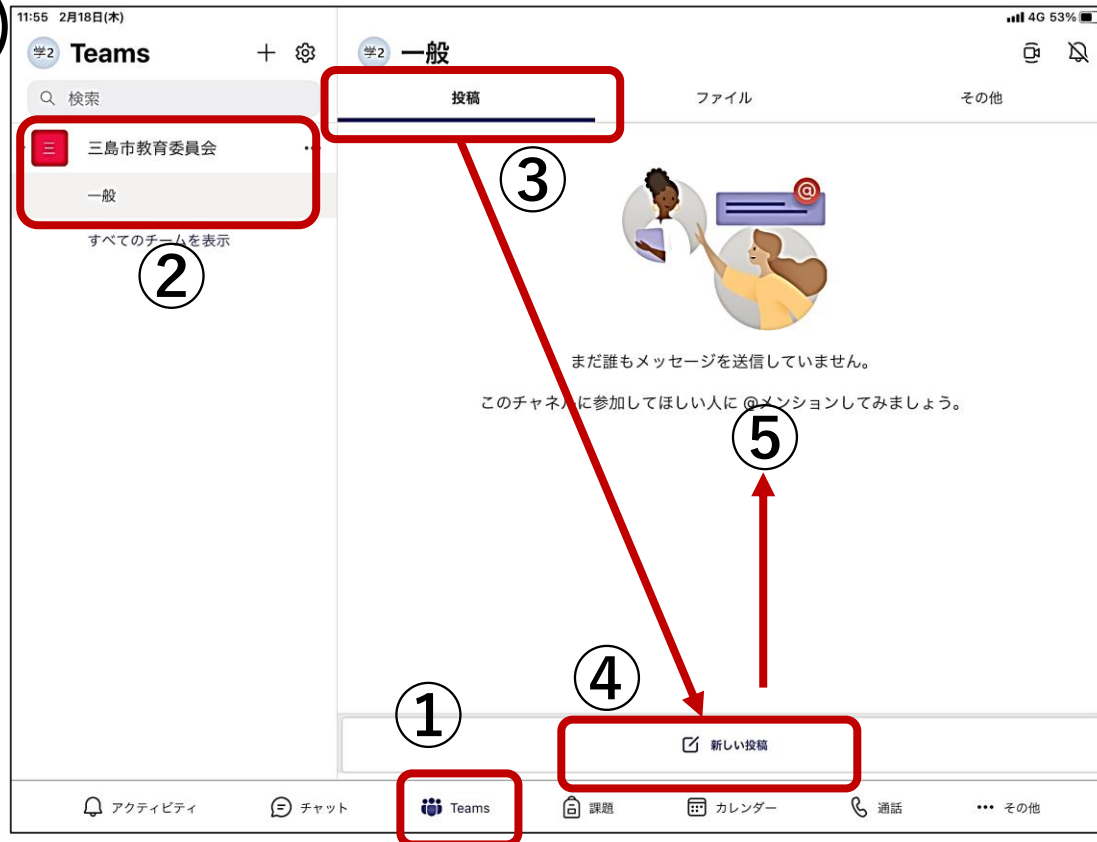 11:55 2月18日(木)
4G 53%
学2 Teams
検索
三 三島市教育委員会 …
一般
すべてのチームを表示
②
学2 一般
投稿 ファイル その他
③
@
まだ誰もメッセージを送信していません。
このチャネルに参加してほしい人に @メンションしてみましょう。
⑤
④
①
新しい投稿
アクティビティ チャット Teams 課題 カレンダー 通話 ••• その他